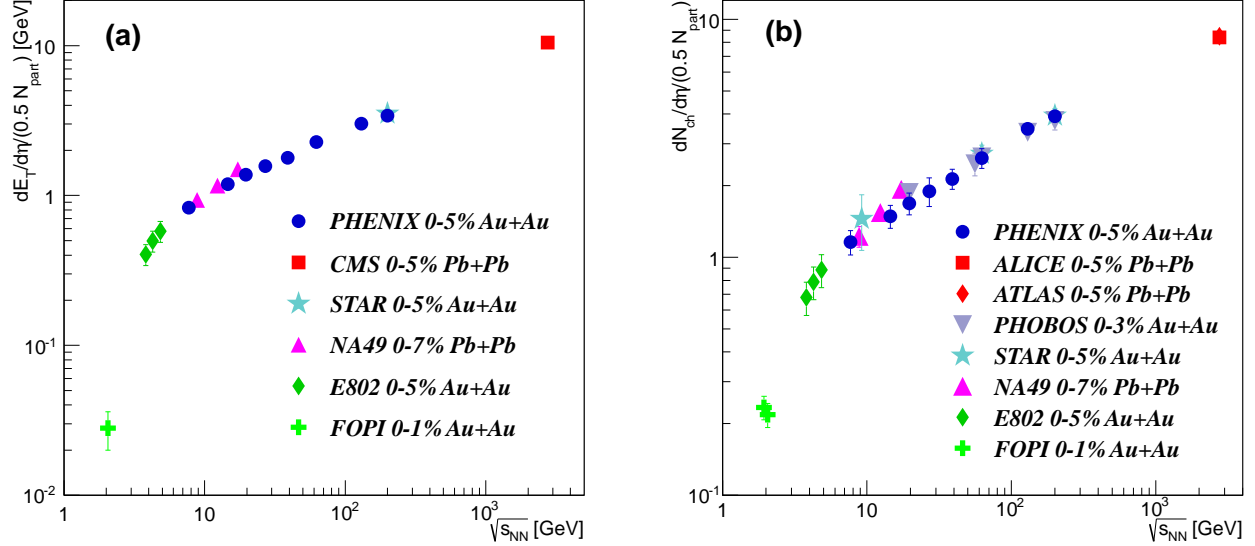 (a)
dE_T/dη/(0.5 N_part) [GeV]
10
1
10^-1
10^-2
PHENIX 0-5% Au+Au
CMS 0-5% Pb+Pb
STAR 0-5% Au+Au
NA49 0-7% Pb+Pb
E802 0-5% Au+Au
FOPI 0-1% Au+Au
1 10 10^2 10^3
√s_NN [GeV]
(b)
dN_ch/dη/(0.5 N_part)
10
1
10^-1
PHENIX 0-5% Au+Au
ALICE 0-5% Pb+Pb
ATLAS 0-5% Pb+Pb
PHOBOS 0-3% Au+Au
STAR 0-5% Au+Au
NA49 0-7% Pb+Pb
E802 0-5% Au+Au
FOPI 0-1% Au+Au
1 10 10^2 10^3
√s_NN [GeV]